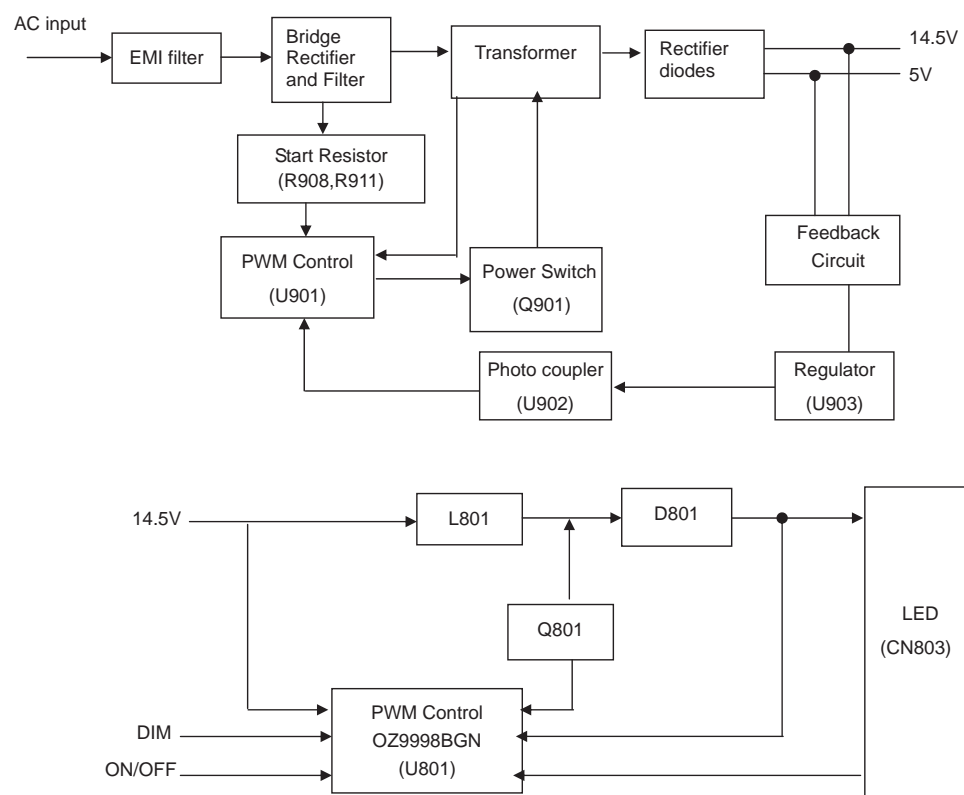 AC input
EMI filter
Bridge
Rectifier
and Filter
Transformer
Rectifier
diodes
14.5V
5V
Start Resistor
(R908,R911)
PWM Control
(U901)
Power Switch
(Q901)
Feedback
Circuit
Photo coupler
(U902)
Regulator
(U903)
14.5V
L801
D801
Q801
LED
(CN803)
PWM Control
OZ9998BGN
(U801)
DIM
ON/OFF